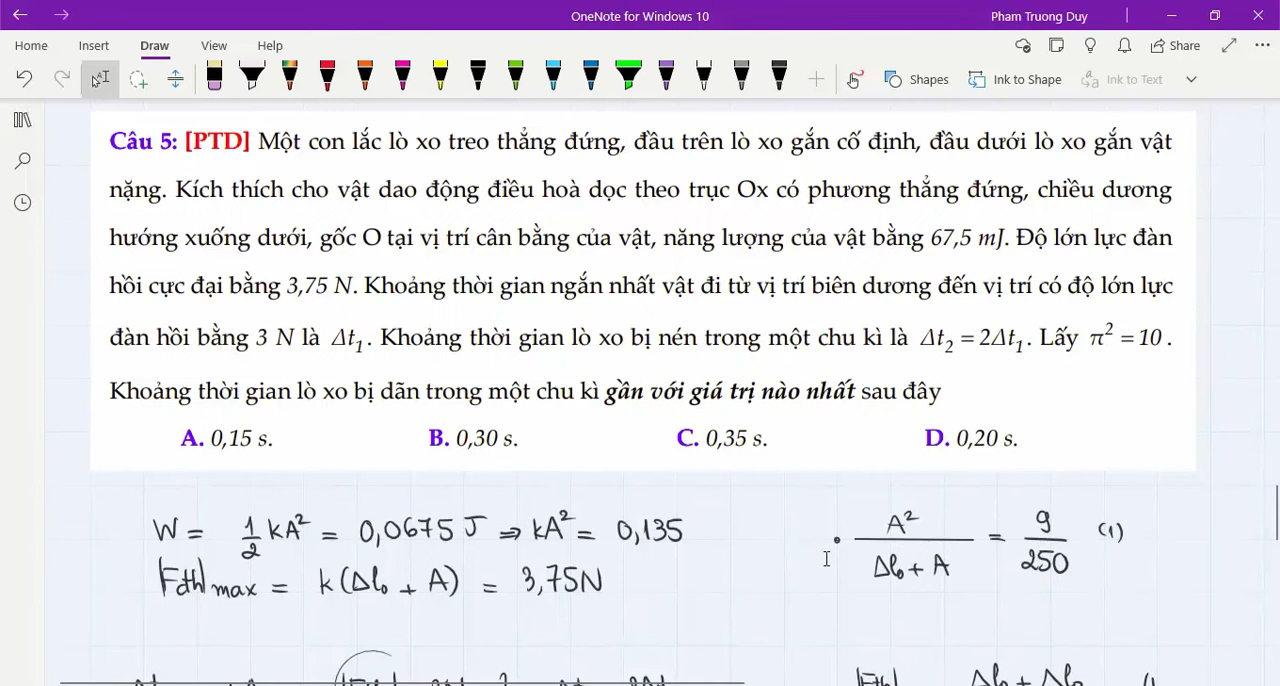 OneNote for Windows 10
Pham Truong Duy
Home Insert Draw View Help
Share
Shapes Ink to Shape Ink to Text
Câu 5: [PTD] Một con lắc lò xo treo thẳng đứng, đầu trên lò xo gắn cố định, đầu dưới lò xo gắn vật
nặng. Kích thích cho vật dao động điều hoà dọc theo trục Ox có phương thẳng đứng, chiều dương
hướng xuống dưới, gốc O tại vị trí cân bằng của vật, năng lượng của vật bằng 67,5 mJ. Độ lớn lực đàn
hồi cực đại bằng 3,75 N. Khoảng thời gian ngắn nhất vật đi từ vị trí biên dương đến vị trí có độ lớn lực
đàn hồi bằng 3 N là Δt₁. Khoảng thời gian lò xo bị nén trong một chu kì là Δt₂ = 2Δt₁. Lấy π² = 10.
Khoảng thời gian lò xo bị dãn trong một chu kì gần với giá trị nào nhất sau đây
A. 0,15 s. B. 0,30 s. C. 0,35 s. D. 0,20 s.
W = 1/2 kA² = 0,0675 J ⇒ kA² = 0,135
|Fđh|max = k(Δl₀ + A) = 3,75N
• A² / (Δl₀ + A) = 9/250 (1)